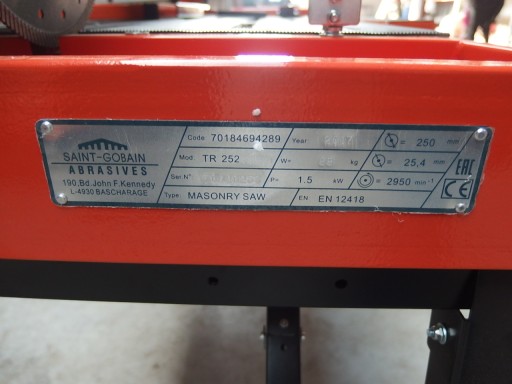 SAINT-GOBAIN
ABRASIVES
190,Bd.John F.Kennedy
L-4930 BASCHARAGE
Code 70184694289 Year = 250 mm
Mod TR 252 W= kg = 25,4 mm
Ser.N° P= 1.5 kW = 2950 min⁻¹
Type MASONRY SAW EN EN 12418
EAC
CE